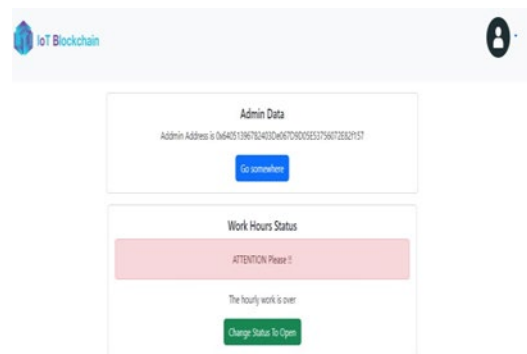 IoT Blockchain
Admin Data
Addmin Address is
Go somewhere
Work Hours Status
ATTENTION Please !!
The hourly work is over
Change Status To Open